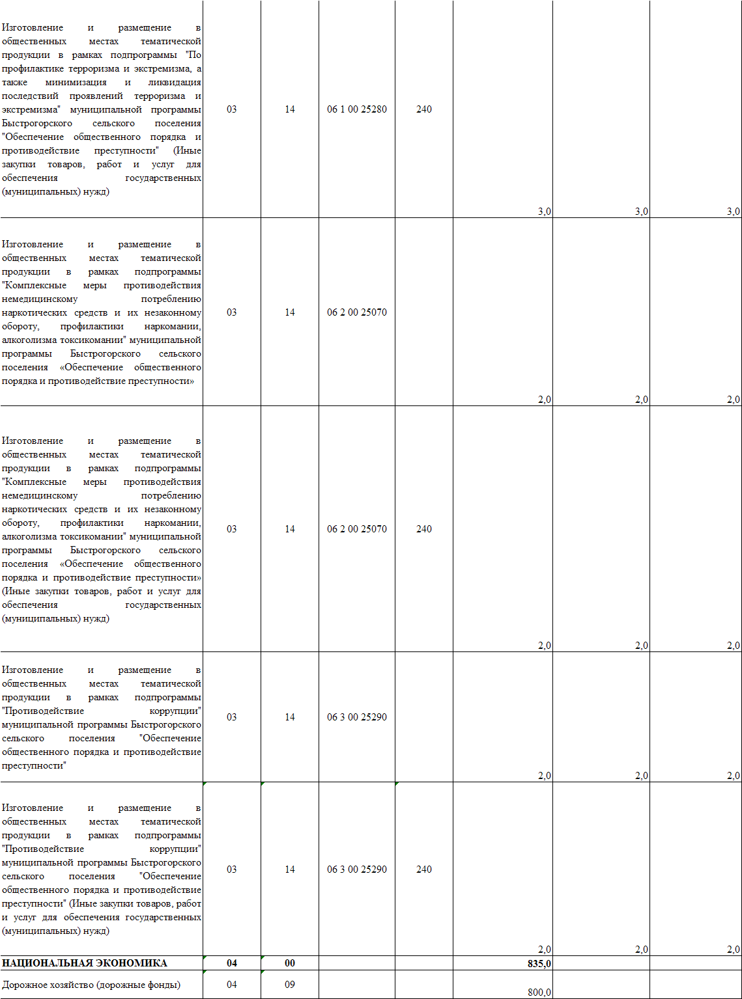 Изготовление и размещение в
общественных местах тематической
продукции в рамках подпрограммы "По
профилактике терроризма и экстремизма, а
также минимизация и ликвидация
последствий проявлений терроризма и
экстремизма" муниципальной программы
Быстрогорского сельского поселения
"Обеспечение общественного порядка и
противодействие преступности" (Иные
закупки товаров, работ и услуг для
обеспечения государственных
(муниципальных) нужд)
03 14 06 1 00 25280 240
3,0 3,0 3,0
Изготовление и размещение в
общественных местах тематической
продукции в рамках подпрограммы
"Комплексные меры противодействия
немедицинскому потреблению
наркотических средств и их незаконному
обороту, профилактики наркомании,
алкоголизма токсикомании" муниципальной
программы Быстрогорского сельского
поселения «Обеспечение общественного
порядка и противодействие преступности»
03 14 06 2 00 25070
2,0 2,0 2,0
Изготовление и размещение в
общественных местах тематической
продукции в рамках подпрограммы
"Комплексные меры противодействия
немедицинскому потреблению
наркотических средств и их незаконному
обороту, профилактики наркомании,
алкоголизма токсикомании" муниципальной
программы Быстрогорского сельского
поселения «Обеспечение общественного
порядка и противодействие преступности»
(Иные закупки товаров, работ и услуг для
обеспечения государственных
(муниципальных) нужд)
03 14 06 2 00 25070 240
2,0 2,0 2,0
Изготовление и размещение в
общественных местах тематической
продукции в рамках подпрограммы
"Противодействие коррупции"
муниципальной программы Быстрогорского
сельского поселения "Обеспечение
общественного порядка и противодействие
преступности"
03 14 06 3 00 25290
2,0 2,0 2,0
Изготовление и размещение в
общественных местах тематической
продукции в рамках подпрограммы
"Противодействие коррупции"
муниципальной программы Быстрогорского
сельского поселения "Обеспечение
общественного порядка и противодействие
преступности" (Иные закупки товаров, работ
и услуг для обеспечения государственных
(муниципальных) нужд)
03 14 06 3 00 25290 240
2,0 2,0 2,0
НАЦИОНАЛЬНАЯ ЭКОНОМИКА 04 00 835,0
Дорожное хозяйство (дорожные фонды) 04 09 800,0